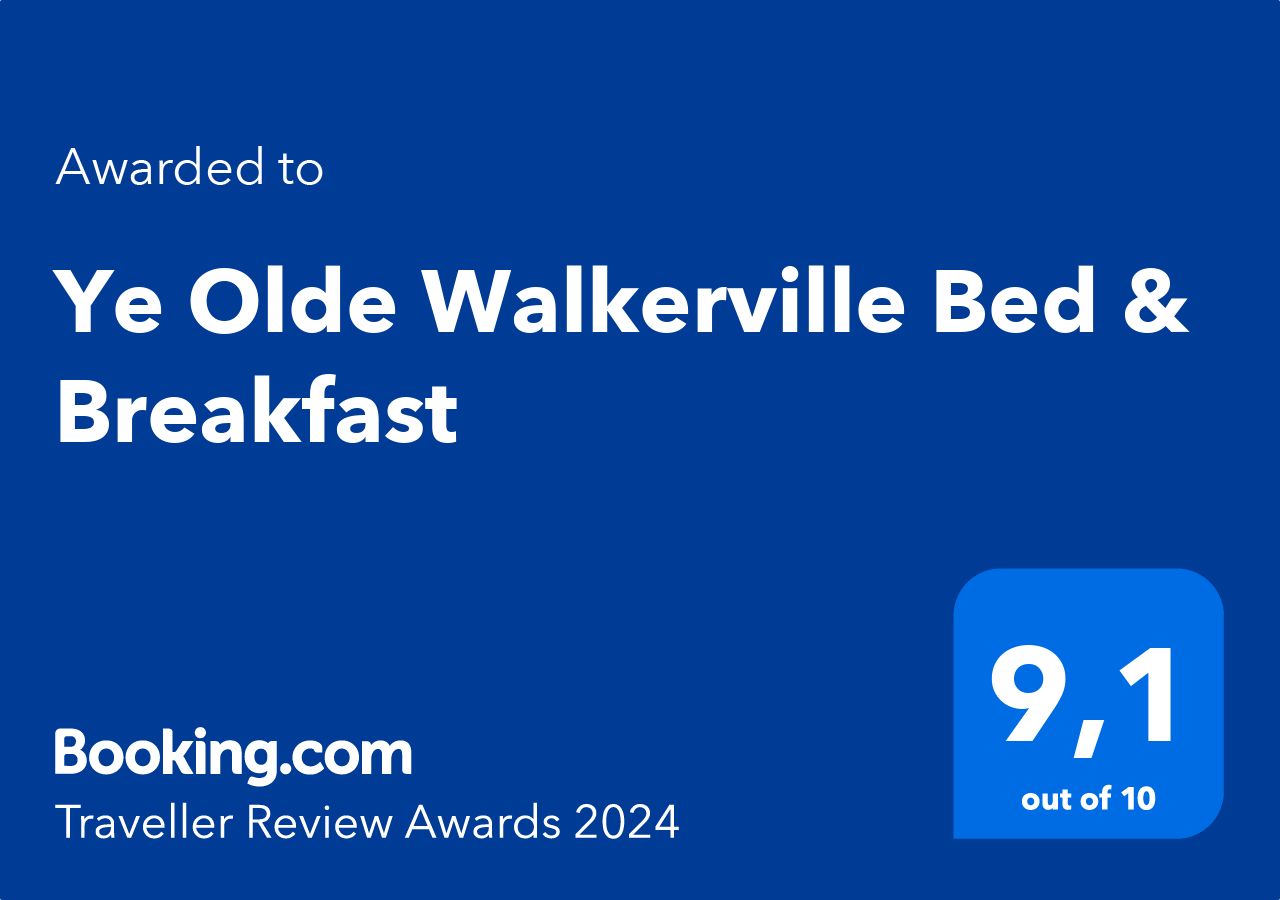 Awarded to
Ye Olde Walkerville Bed &
Breakfast
9,1
out of 10
Booking.com
Traveller Review Awards 2024